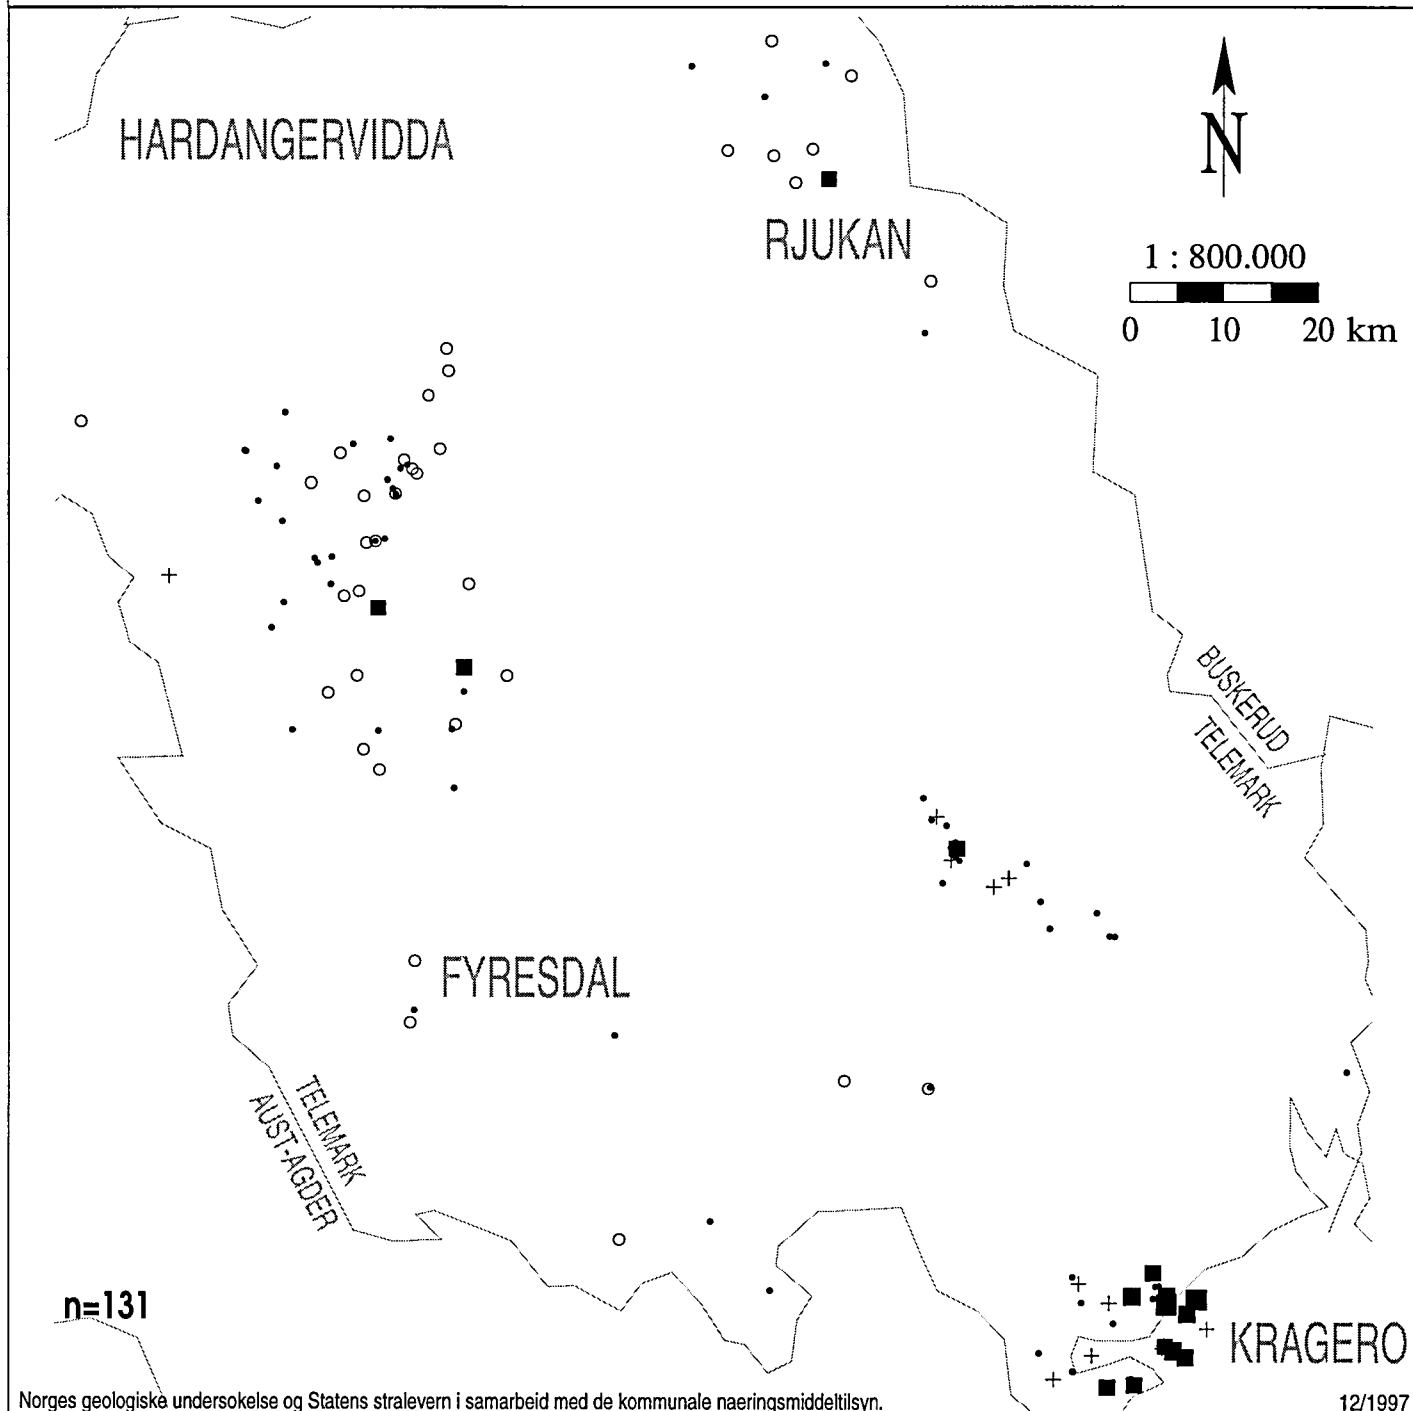 HARDANGERVIDDA
N
RJUKAN
1 : 800.000
0 10 20 km
BUSKERUD
TELEMARK
FYRESDAL
TELEMARK
AUST-AGDER
n=131
KRAGERO
Norges geologiske undersokelse og Statens stralevern i samarbeid med de kommunale naeringsmiddeltilsyn.
12/1997